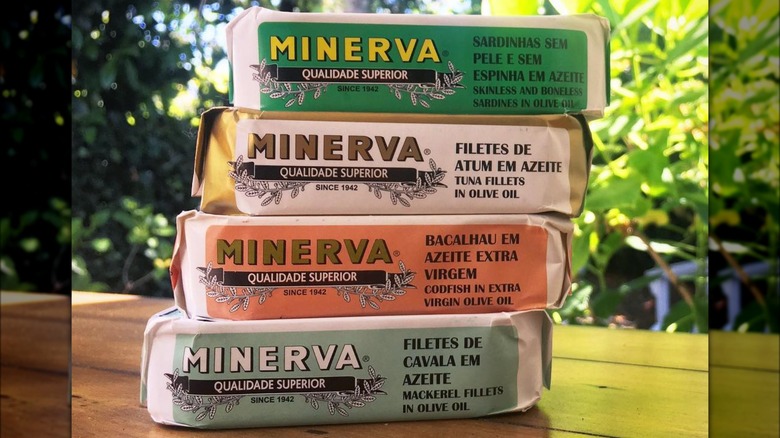 MINERVA®
QUALIDADE SUPERIOR
SINCE 1942
SARDINHAS SEM
PELE E SEM
ESPINHA EM AZEITE
SKINLESS AND BONELESS
SARDINES IN OLIVE OIL
MINERVA®
QUALIDADE SUPERIOR
SINCE 1942
FILETES DE
ATUM EM AZEITE
TUNA FILLETS
IN OLIVE OIL
MINERVA®
QUALIDADE SUPERIOR
SINCE 1942
BACALHAU EM
AZEITE EXTRA
VIRGEM
CODFISH IN EXTRA
VIRGIN OLIVE OIL
MINERVA®
QUALIDADE SUPERIOR
SINCE 1942
FILETES DE
CAVALA EM
AZEITE
MACKEREL FILLETS
IN OLIVE OIL